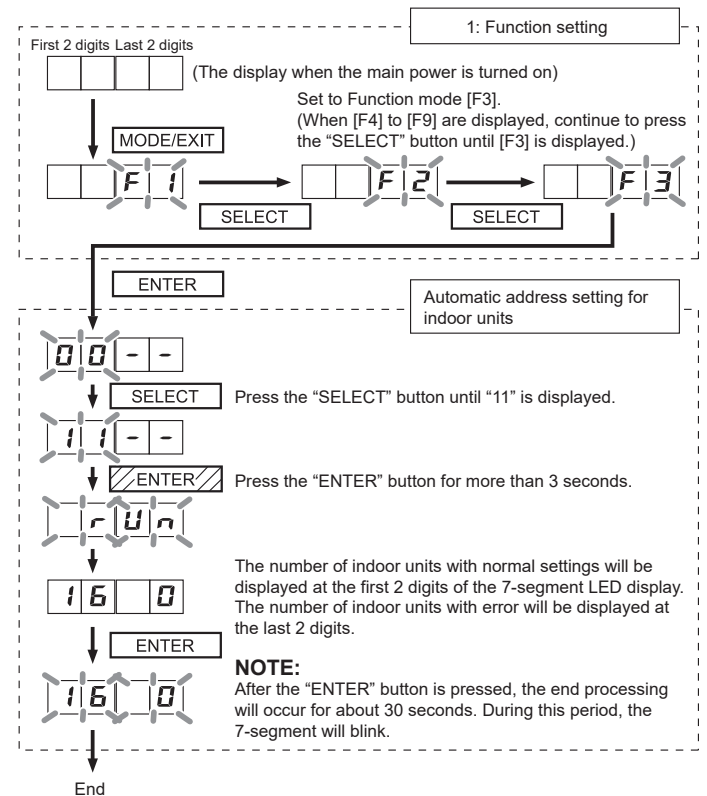 1: Function setting
First 2 digits Last 2 digits
(The display when the main power is turned on)
Set to Function mode [F3].
(When [F4] to [F9] are displayed, continue to press
the “SELECT” button until [F3] is displayed.)
MODE/EXIT
F 1
F 2
F 3
SELECT
SELECT
ENTER
Automatic address setting for
indoor units
0 0 - -
SELECT
Press the “SELECT” button until “11” is displayed.
1 1 - -
ENTER
Press the “ENTER” button for more than 3 seconds.
r U n
The number of indoor units with normal settings will be
displayed at the first 2 digits of the 7-segment LED display.
The number of indoor units with error will be displayed at
the last 2 digits.
1 6 0
ENTER
NOTE:
After the “ENTER” button is pressed, the end processing
will occur for about 30 seconds. During this period, the
7-segment will blink.
1 6 0
End